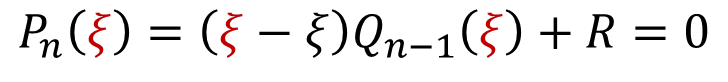 Pₙ(ξ) = (ξ − ξ)Qₙ₋₁(ξ) + R = 0